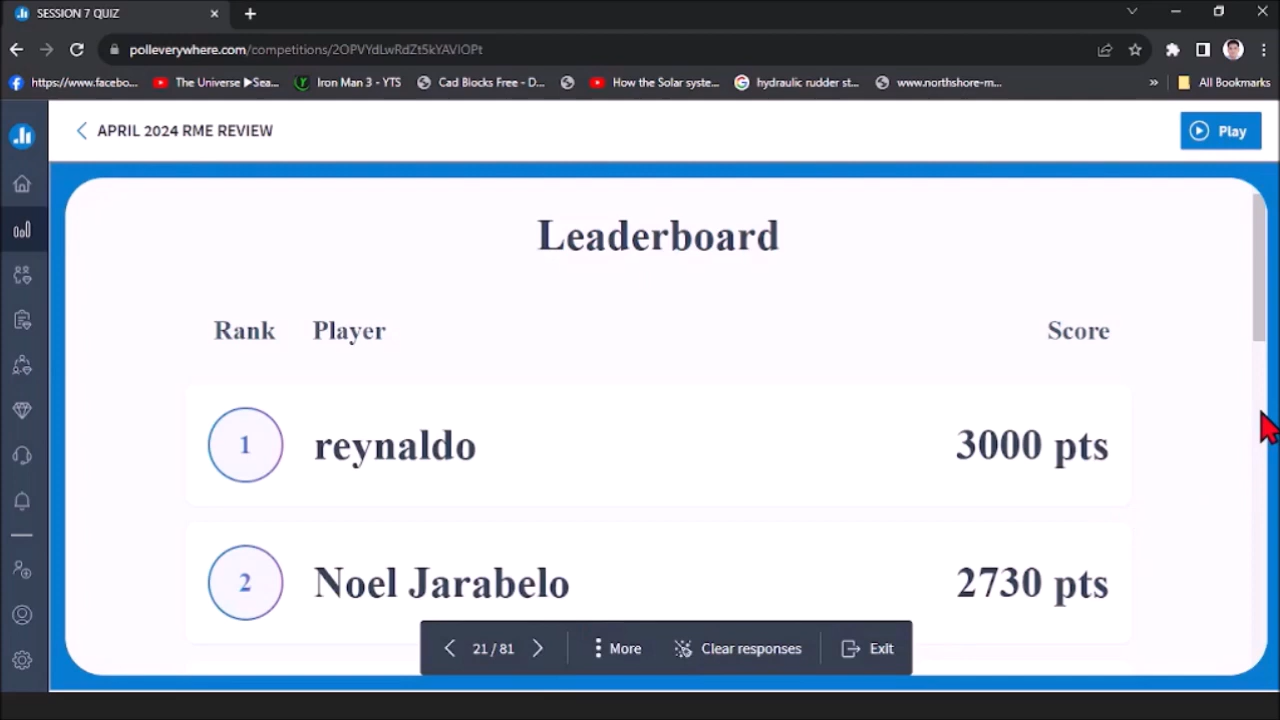 SESSION 7 QUIZ
polleverywhere.com/competitions/2OPVYdLwRdZt5kYAVIOPt
https://www.facebo...
The Universe ▶Sea...
Iron Man 3 - YTS
Cad Blocks Free - D...
How the Solar syste...
hydraulic rudder st...
www.northshore-m...
»
All Bookmarks
APRIL 2024 RME REVIEW
Play
Leaderboard
Rank Player Score
1 reynaldo 3000 pts
2 Noel Jarabelo 2730 pts
21 / 81 More Clear responses Exit